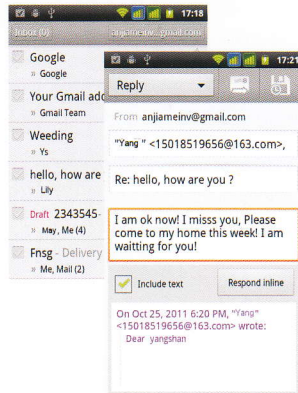 17:18
Inbox (0) anjiameinv...gmail.com
Google
» Google
Your Gmail add
» Gmail Team
Weeding
» Ys
hello, how are
» Lily
Draft 2343545-
» May, Me (4)
Fnsg - Delivery
» Me, Mail (2)
17:21
Reply
From anjiameinv@gmail.com
"Yang " <15018519656@163.com>,
Re: hello, how are you ?
I am ok now! I misss you, Please
come to my home this week! I am
waitting for you!
Include text
Respond inline
On Oct 25, 2011 6:20 PM, "Yang"
<15018519656@163.com> wrote:
Dear yangshan